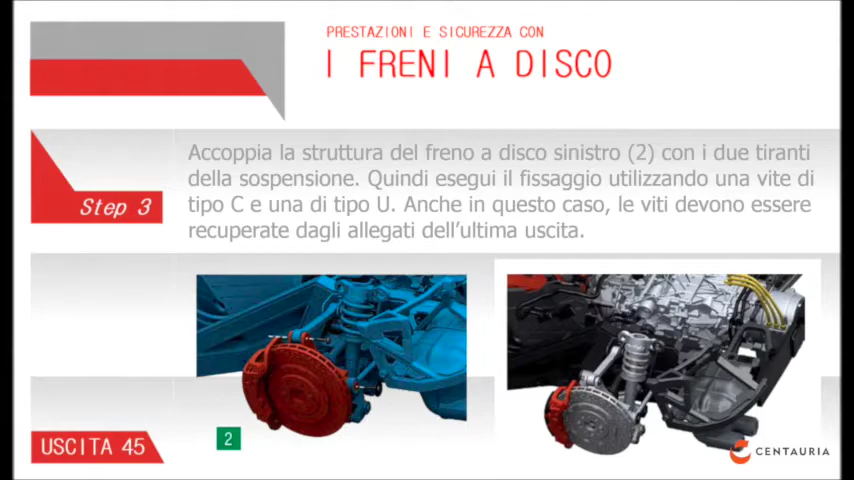 PRESTAZIONI E SICUREZZA CON
I FRENI A DISCO
Step 3
Accoppia la struttura del freno a disco sinistro (2) con i due tiranti
della sospensione. Quindi esegui il fissaggio utilizzando una vite di
tipo C e una di tipo U. Anche in questo caso, le viti devono essere
recuperate dagli allegati dell'ultima uscita.
2
USCITA 45
CENTAURIA